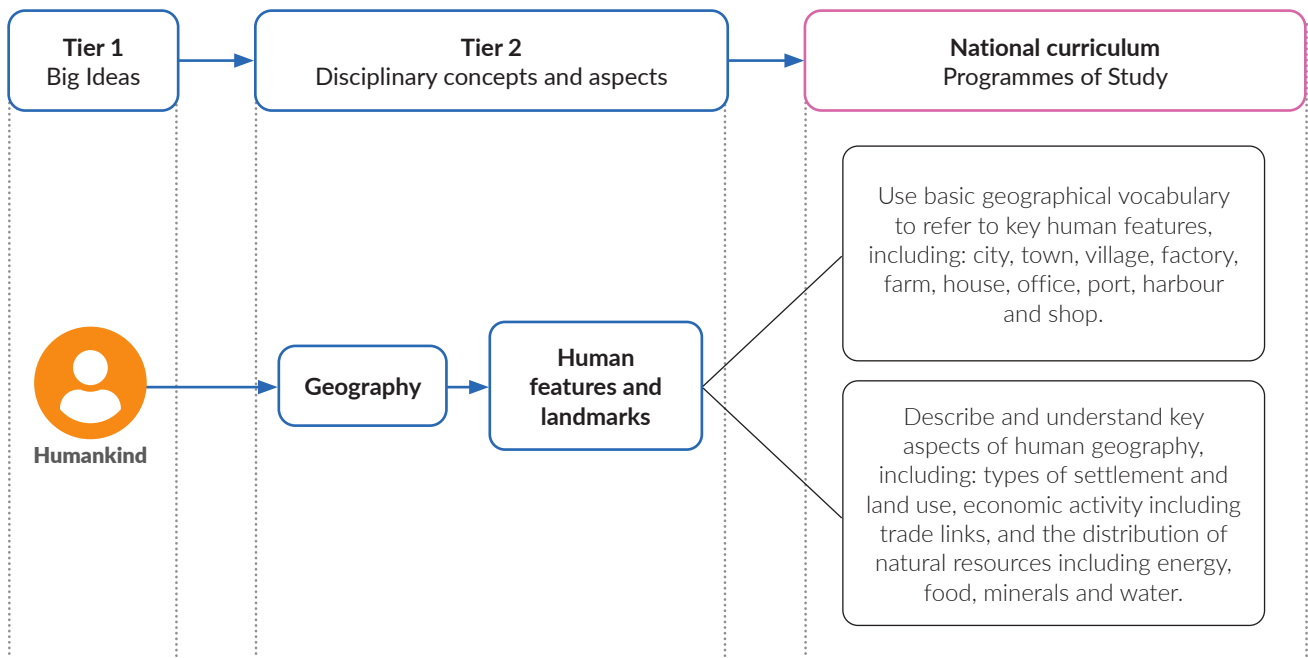 Tier 1
Big Ideas
Tier 2
Disciplinary concepts and aspects
National curriculum
Programmes of Study
Humankind
Geography
Human
features and
landmarks
Use basic geographical vocabulary
to refer to key human features,
including: city, town, village, factory,
farm, house, office, port, harbour
and shop.
Describe and understand key
aspects of human geography,
including: types of settlement and
land use, economic activity including
trade links, and the distribution of
natural resources including energy,
food, minerals and water.